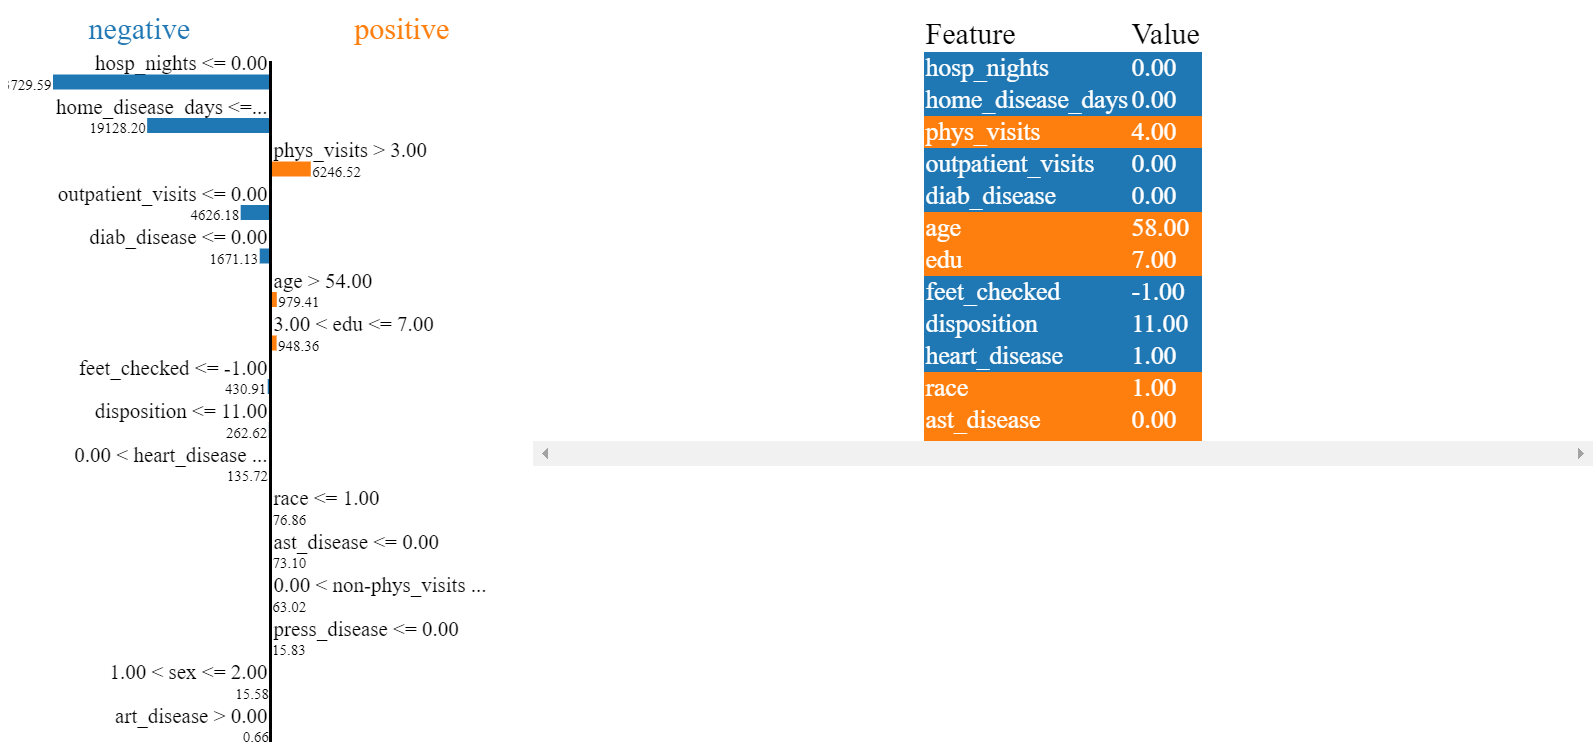 negative positive
hosp_nights <= 0.00
3729.59
home_disease_days <=...
19128.20
phys_visits > 3.00
6246.52
outpatient_visits <= 0.00
4626.18
diab_disease <= 0.00
1671.13
age > 54.00
979.41
3.00 < edu <= 7.00
948.36
feet_checked <= -1.00
430.91
disposition <= 11.00
262.62
0.00 < heart_disease ...
135.72
race <= 1.00
76.86
ast_disease <= 0.00
73.10
0.00 < non-phys_visits ...
63.02
press_disease <= 0.00
15.83
1.00 < sex <= 2.00
15.58
art_disease > 0.00
0.66
Feature Value
hosp_nights 0.00
home_disease_days 0.00
phys_visits 4.00
outpatient_visits 0.00
diab_disease 0.00
age 58.00
edu 7.00
feet_checked -1.00
disposition 11.00
heart_disease 1.00
race 1.00
ast_disease 0.00